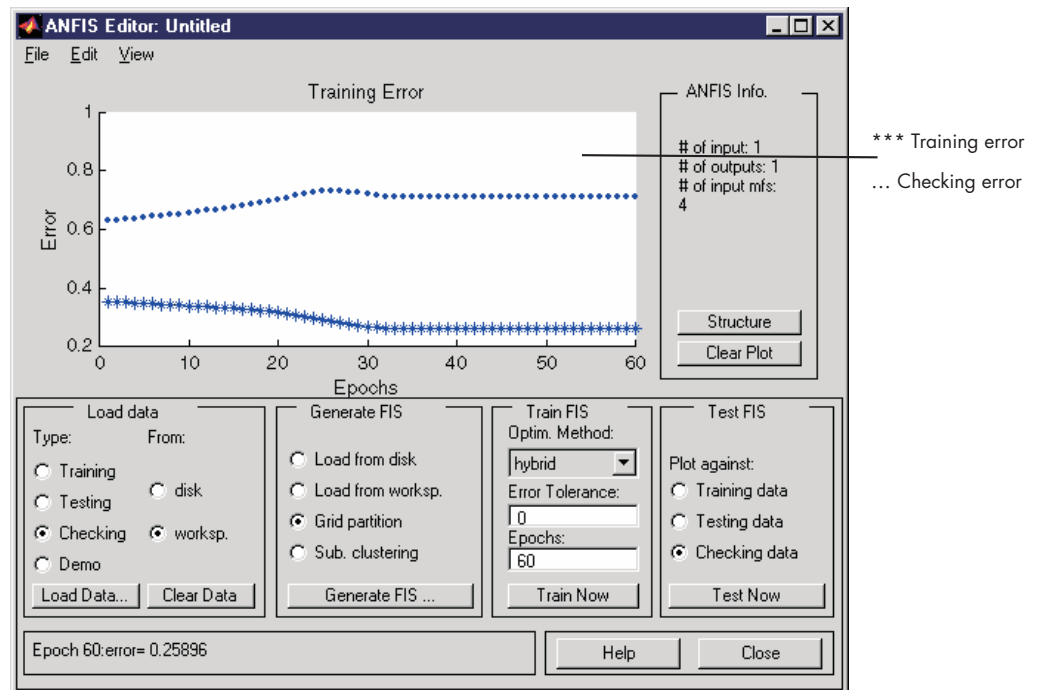 ANFIS Editor: Untitled
File Edit View
Training Error
1
0.8
0.6
0.4
0.2
Error
0 10 20 30 40 50 60
Epochs
ANFIS Info.
# of input: 1
# of outputs: 1
# of input mfs:
4
Structure
Clear Plot
*** Training error
... Checking error
Load data
Type: From:
Training
Testing
Checking
Demo
disk
worksp.
Load Data... Clear Data
Generate FIS
Load from disk
Load from worksp.
Grid partition
Sub. clustering
Generate FIS ...
Train FIS
Optim. Method:
hybrid
Error Tolerance:
0
Epochs:
60
Train Now
Test FIS
Plot against:
Training data
Testing data
Checking data
Test Now
Epoch 60:error= 0.25896
Help Close